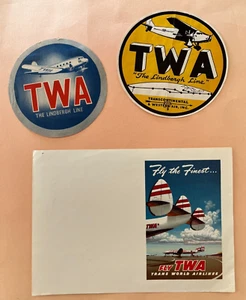 TWA
THE LINDBERGH LINE
TWA
"The Lindbergh Line"
TRANSCONTINENTAL
& WESTERN AIR, INC.
Fly the Finest...
FLY TWA
TRANS WORLD AIRLINES